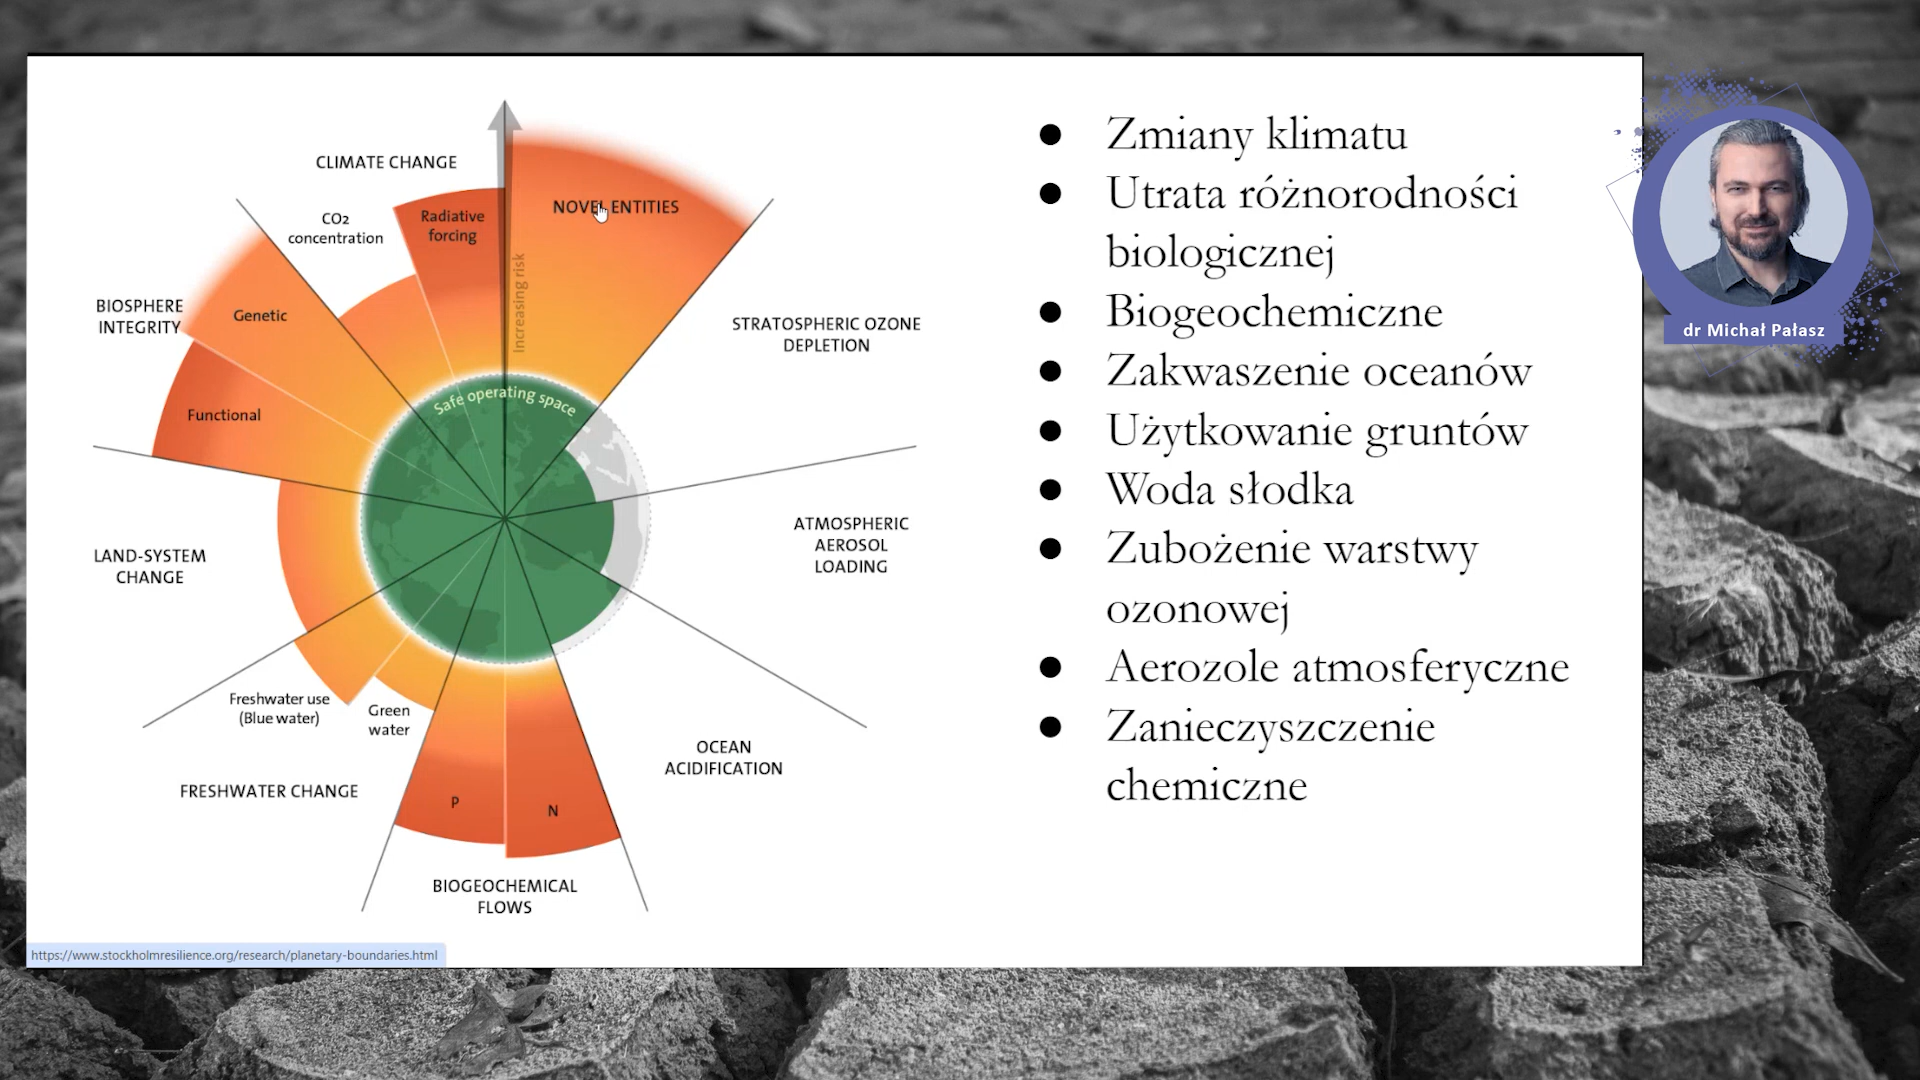 CLIMATE CHANGE
CO2
concentration
Radiative
forcing
NOVEL ENTITIES
Increasing risk
BIOSPHERE
INTEGRITY
Genetic
Functional
STRATOSPHERIC OZONE
DEPLETION
Safe operating space
ATMOSPHERIC
AEROSOL
LOADING
LAND-SYSTEM
CHANGE
Freshwater use
(Blue water)
Green
water
FRESHWATER CHANGE
P
N
BIOGEOCHEMICAL
FLOWS
OCEAN
ACIDIFICATION
https://www.stockholmresilience.org/research/planetary-boundaries.html
● Zmiany klimatu
● Utrata różnorodności
biologicznej
● Biogeochemiczne
● Zakwaszenie oceanów
● Użytkowanie gruntów
● Woda słodka
● Zubożenie warstwy
ozonowej
● Aerozole atmosferyczne
● Zanieczyszczenie
chemiczne
dr Michał Pałasz